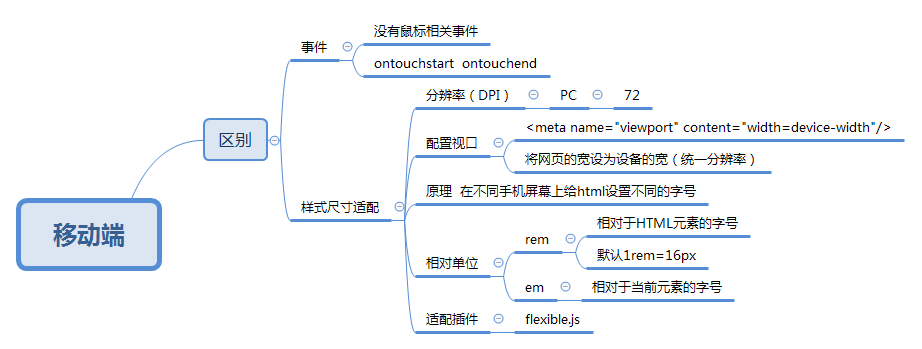 移动端
区别
事件
没有鼠标相关事件
ontouchstart ontouchend
样式尺寸适配
分辨率（DPI）
PC
72
配置视口
<meta name="viewport" content="width=device-width"/>
将网页的宽设为设备的宽（统一分辨率）
原理 在不同手机屏幕上给html设置不同的字号
相对单位
rem
相对于HTML元素的字号
默认1rem=16px
em
相对于当前元素的字号
适配插件
flexible.js